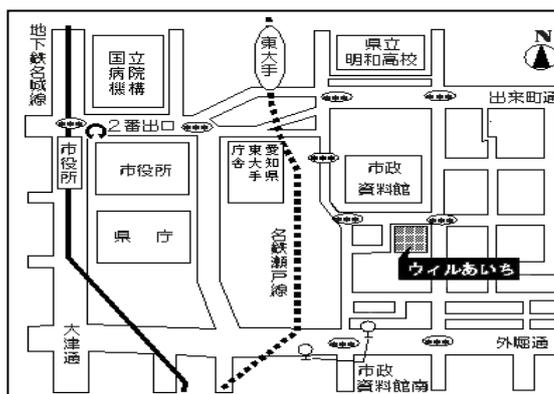 地下鉄名城線
国立
病院
機構
東大手
県立
明和高校
N
出来町通
2番出口
市役所
市役所
愛知県
東大手
庁舎
市政
資料館
県庁
名鉄瀬戸線
ウィルあいち
大津通
外堀通
市政
資料館南